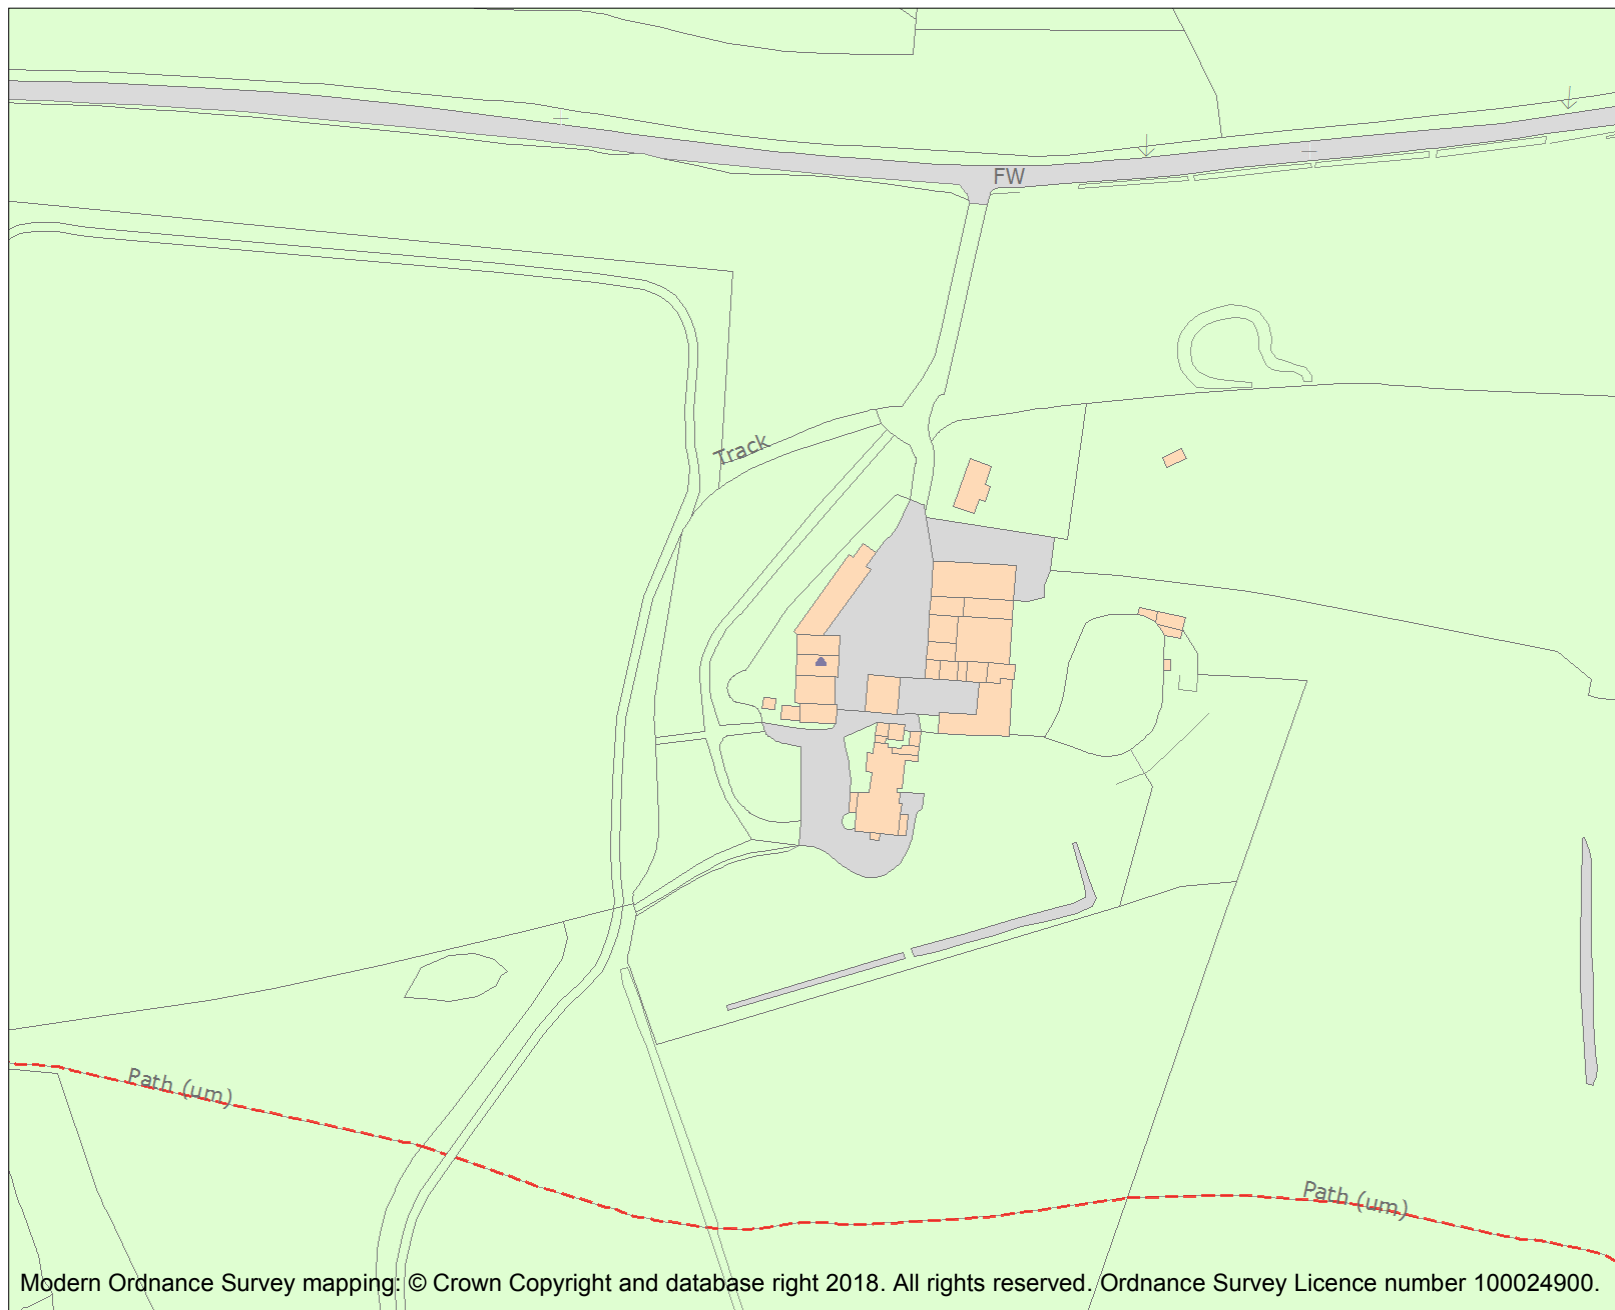 FW
Track
Path (um)
Path (um)
Modern Ordnance Survey mapping: © Crown Copyright and database right 2018. All rights reserved. Ordnance Survey Licence number 100024900.